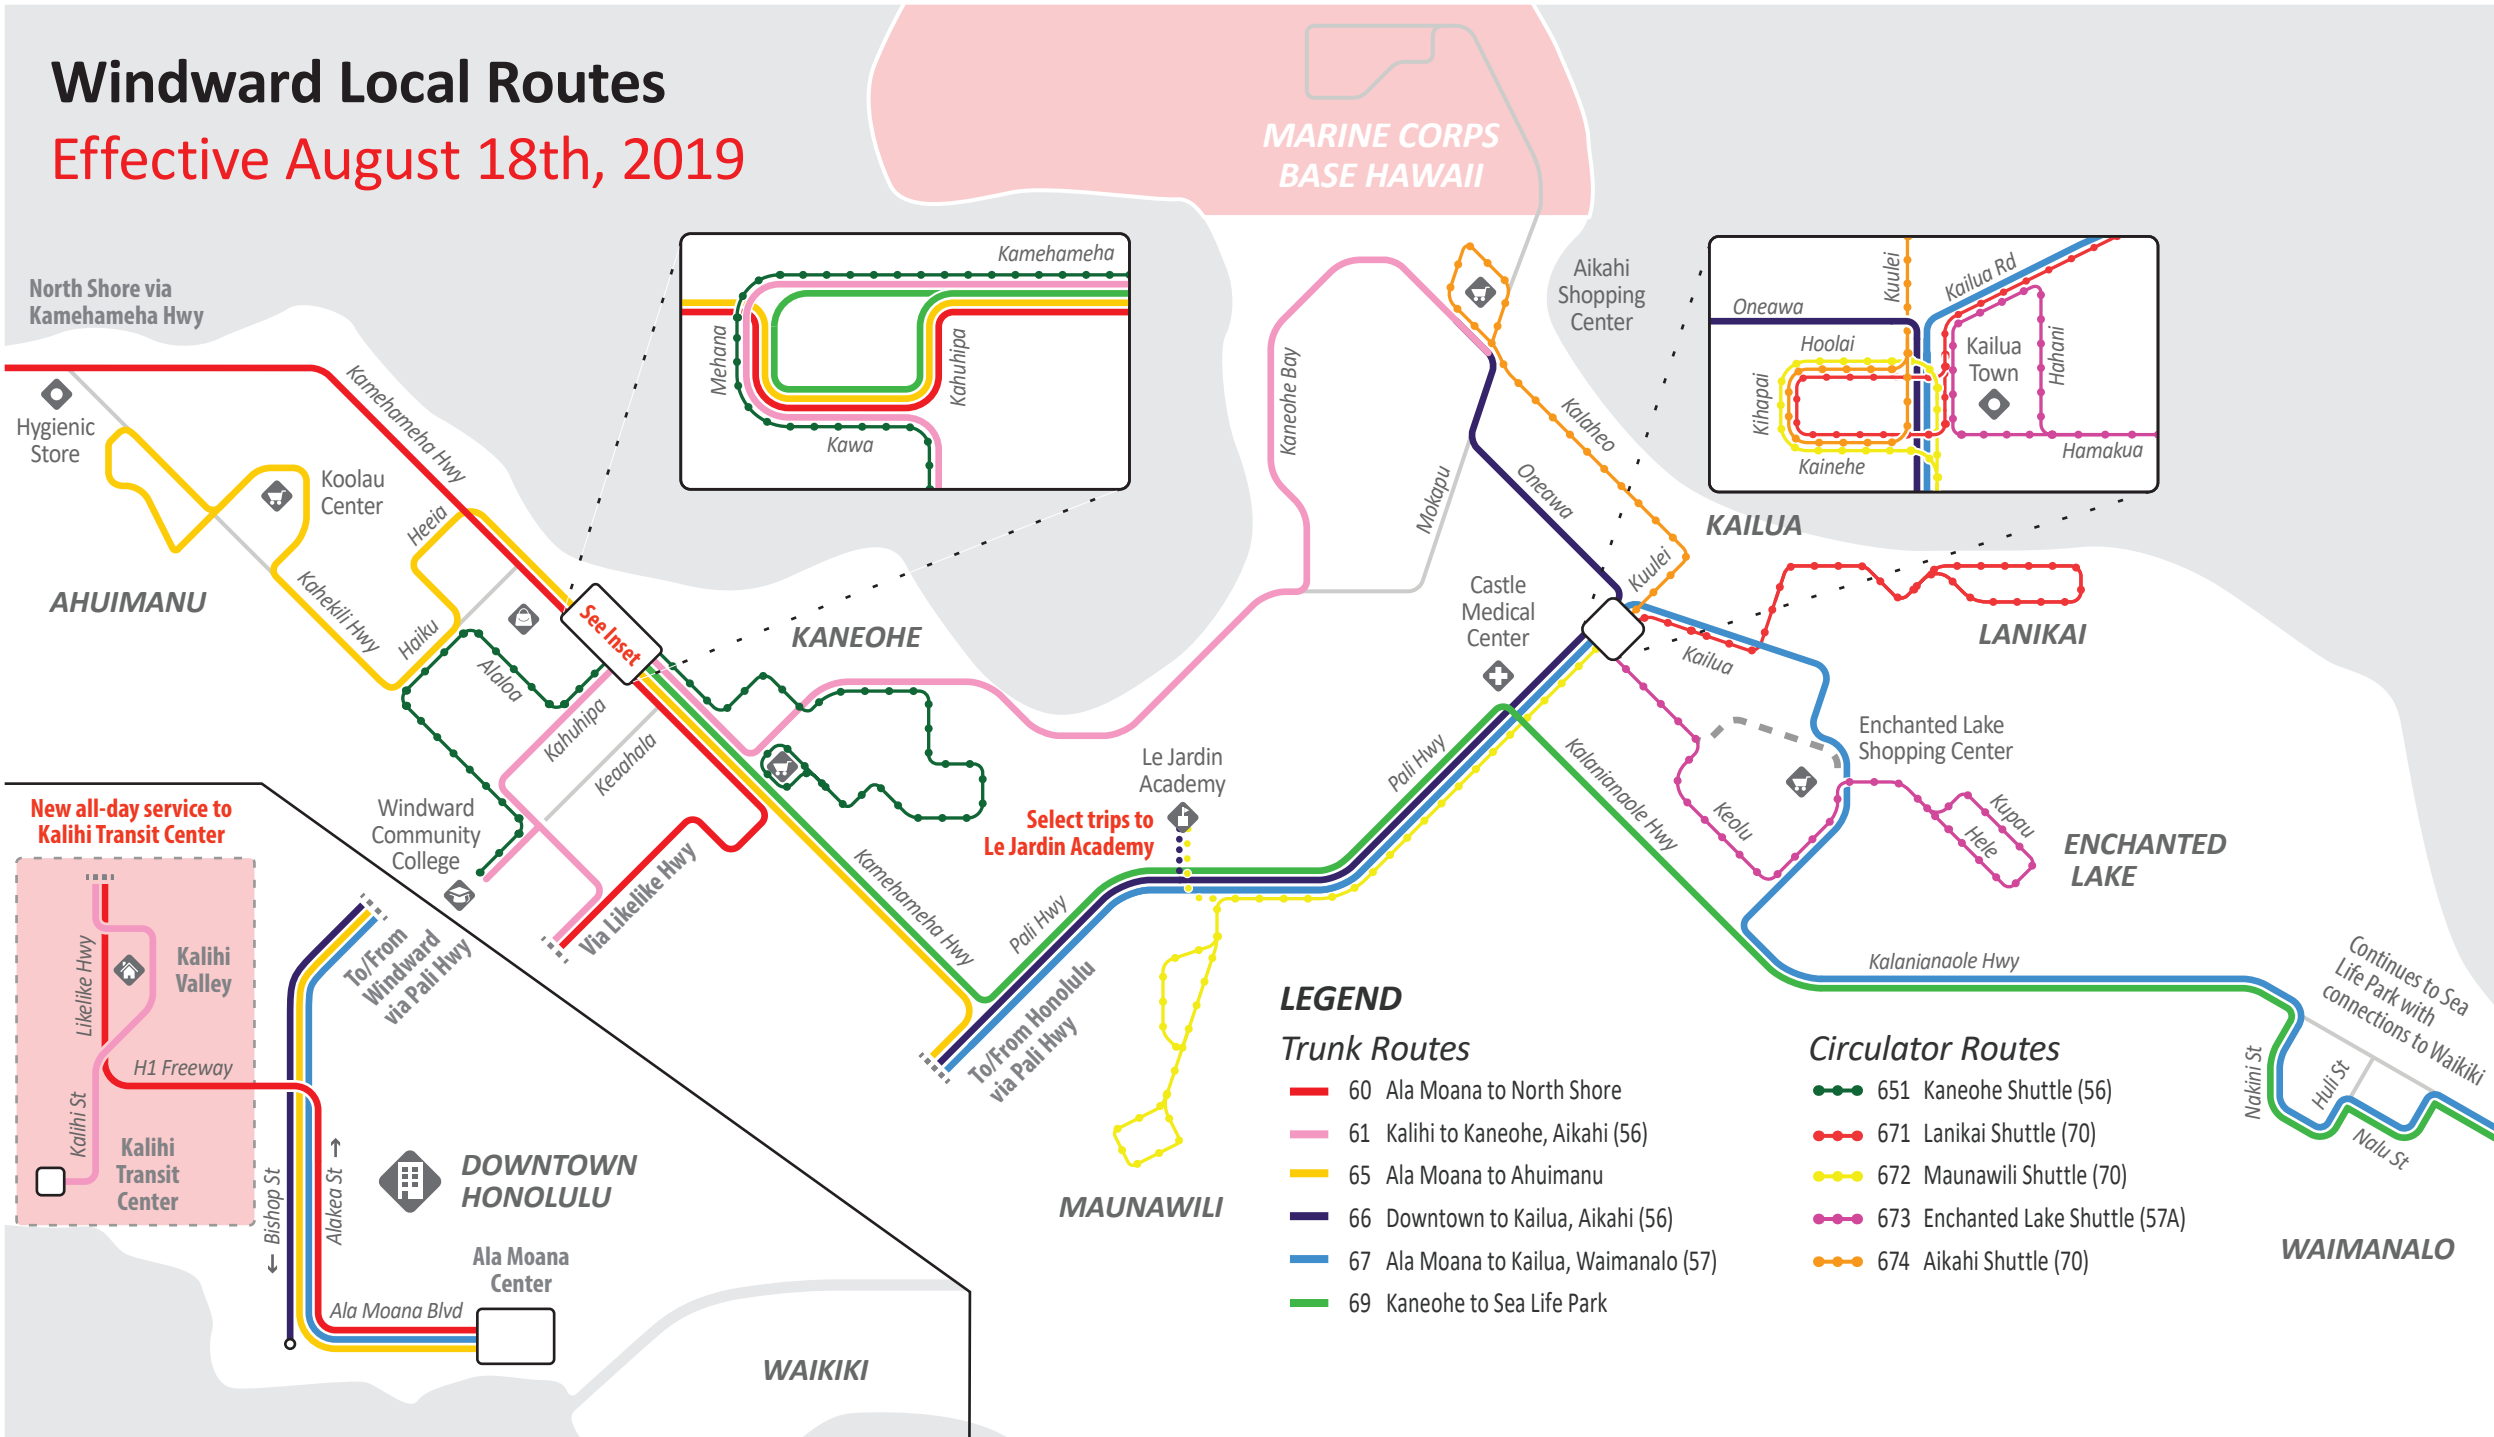 Windward Local Routes
Effective August 18th, 2019
MARINE CORPS
BASE HAWAII
North Shore via
Kamehameha Hwy
Hygienic
Store
Koolau
Center
AHUIMANU
Kamehameha Hwy
Heeia
Kahekili Hwy
Haiku
Alaloa
See Inset
Kamehameha
Mehana
Kahuhipa
Kawa
KANEOHE
Kahuhipa
Keaahala
Windward
Community
College
Via Likelike Hwy
Kamehameha Hwy
Pali Hwy
To/From Honolulu
via Pali Hwy
Kaneohe Bay
Mokapu
Aikahi
Shopping
Center
Kalaheo
Oneawa
Kuulei
Castle
Medical
Center
Le Jardin
Academy
Select trips to
Le Jardin Academy
Pali Hwy
MAUNAWILI
Oneawa
Kuulei
Kailua Rd
Hoolai
Kihapai
Kainehe
Kailua
Town
Hahani
Hamakua
KAILUA
LANIKAI
Kailua
Enchanted Lake
Shopping Center
Kalanianaole Hwy
Keolu
Kupau
Hele
ENCHANTED
LAKE
Kalanianaole Hwy
Continues to Sea
Life Park with
connections to Waikiki
Nakini St
Huli St
Nalu St
WAIMANALO
New all-day service to
Kalihi Transit Center
Likelike Hwy
Kalihi
Valley
H1 Freeway
Kalihi St
Kalihi
Transit
Center
To/From
Windward
via Pali Hwy
← Bishop St
Alakea St →
DOWNTOWN
HONOLULU
Ala Moana
Center
Ala Moana Blvd
WAIKIKI
LEGEND
Trunk Routes
60 Ala Moana to North Shore
61 Kalihi to Kaneohe, Aikahi (56)
65 Ala Moana to Ahuimanu
66 Downtown to Kailua, Aikahi (56)
67 Ala Moana to Kailua, Waimanalo (57)
69 Kaneohe to Sea Life Park
Circulator Routes
651 Kaneohe Shuttle (56)
671 Lanikai Shuttle (70)
672 Maunawili Shuttle (70)
673 Enchanted Lake Shuttle (57A)
674 Aikahi Shuttle (70)